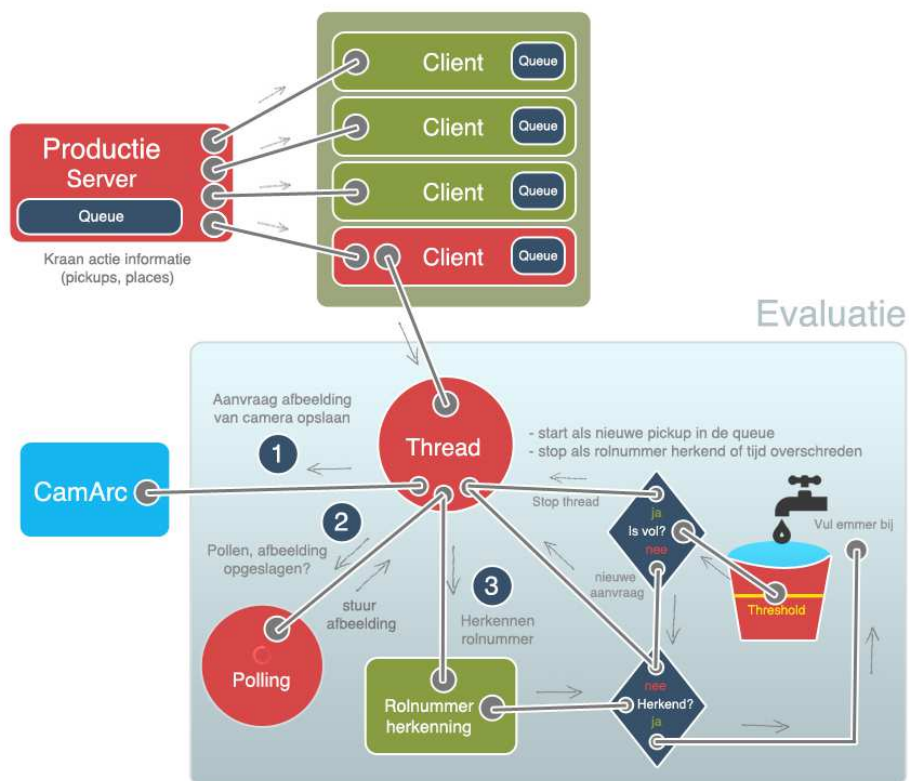 Client
Queue
Client
Queue
Client
Queue
Client
Queue
Productie
Server
Queue
Kraan actie informatie
(pickups, places)
Evaluatie
Aanvraag afbeelding
van camera opslaan
1
Thread
- start als nieuwe pickup in de queue
- stop als rolnummer herkend of tijd overschreden
CamArc
Stop thread
ja
Is vol?
nee
Vul emmer bij
Threshold
2
Pollen, afbeelding
opgeslagen?
stuur
afbeelding
Polling
3
Herkennen
rolnummer
nieuwe
aanvraag
Rolnummer
herkenning
nee
Herkend?
ja